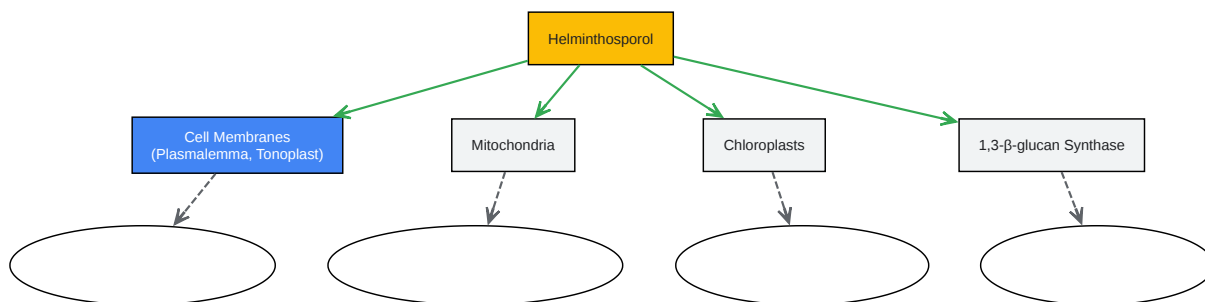 Helminthosporol
Cell Membranes
(Plasmalemma, Tonoplast)
Mitochondria
Chloroplasts
1,3-β-glucan Synthase